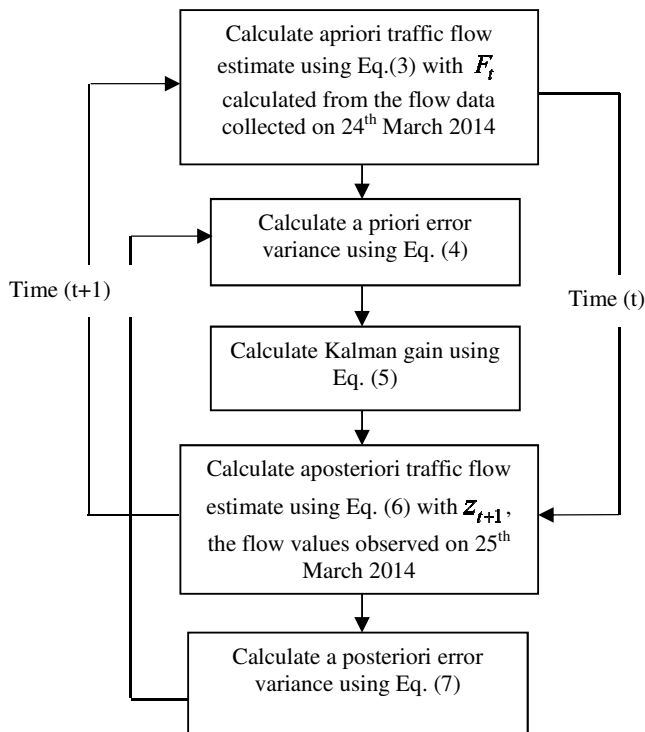 Calculate apriori traffic flow
estimate using Eq.(3) with F_t
calculated from the flow data
collected on 24th March 2014
Calculate a priori error
variance using Eq. (4)
Time (t+1)
Time (t)
Calculate Kalman gain using
Eq. (5)
Calculate aposteriori traffic flow
estimate using Eq. (6) with z_{t+1},
the flow values observed on 25th
March 2014
Calculate a posteriori error
variance using Eq. (7)